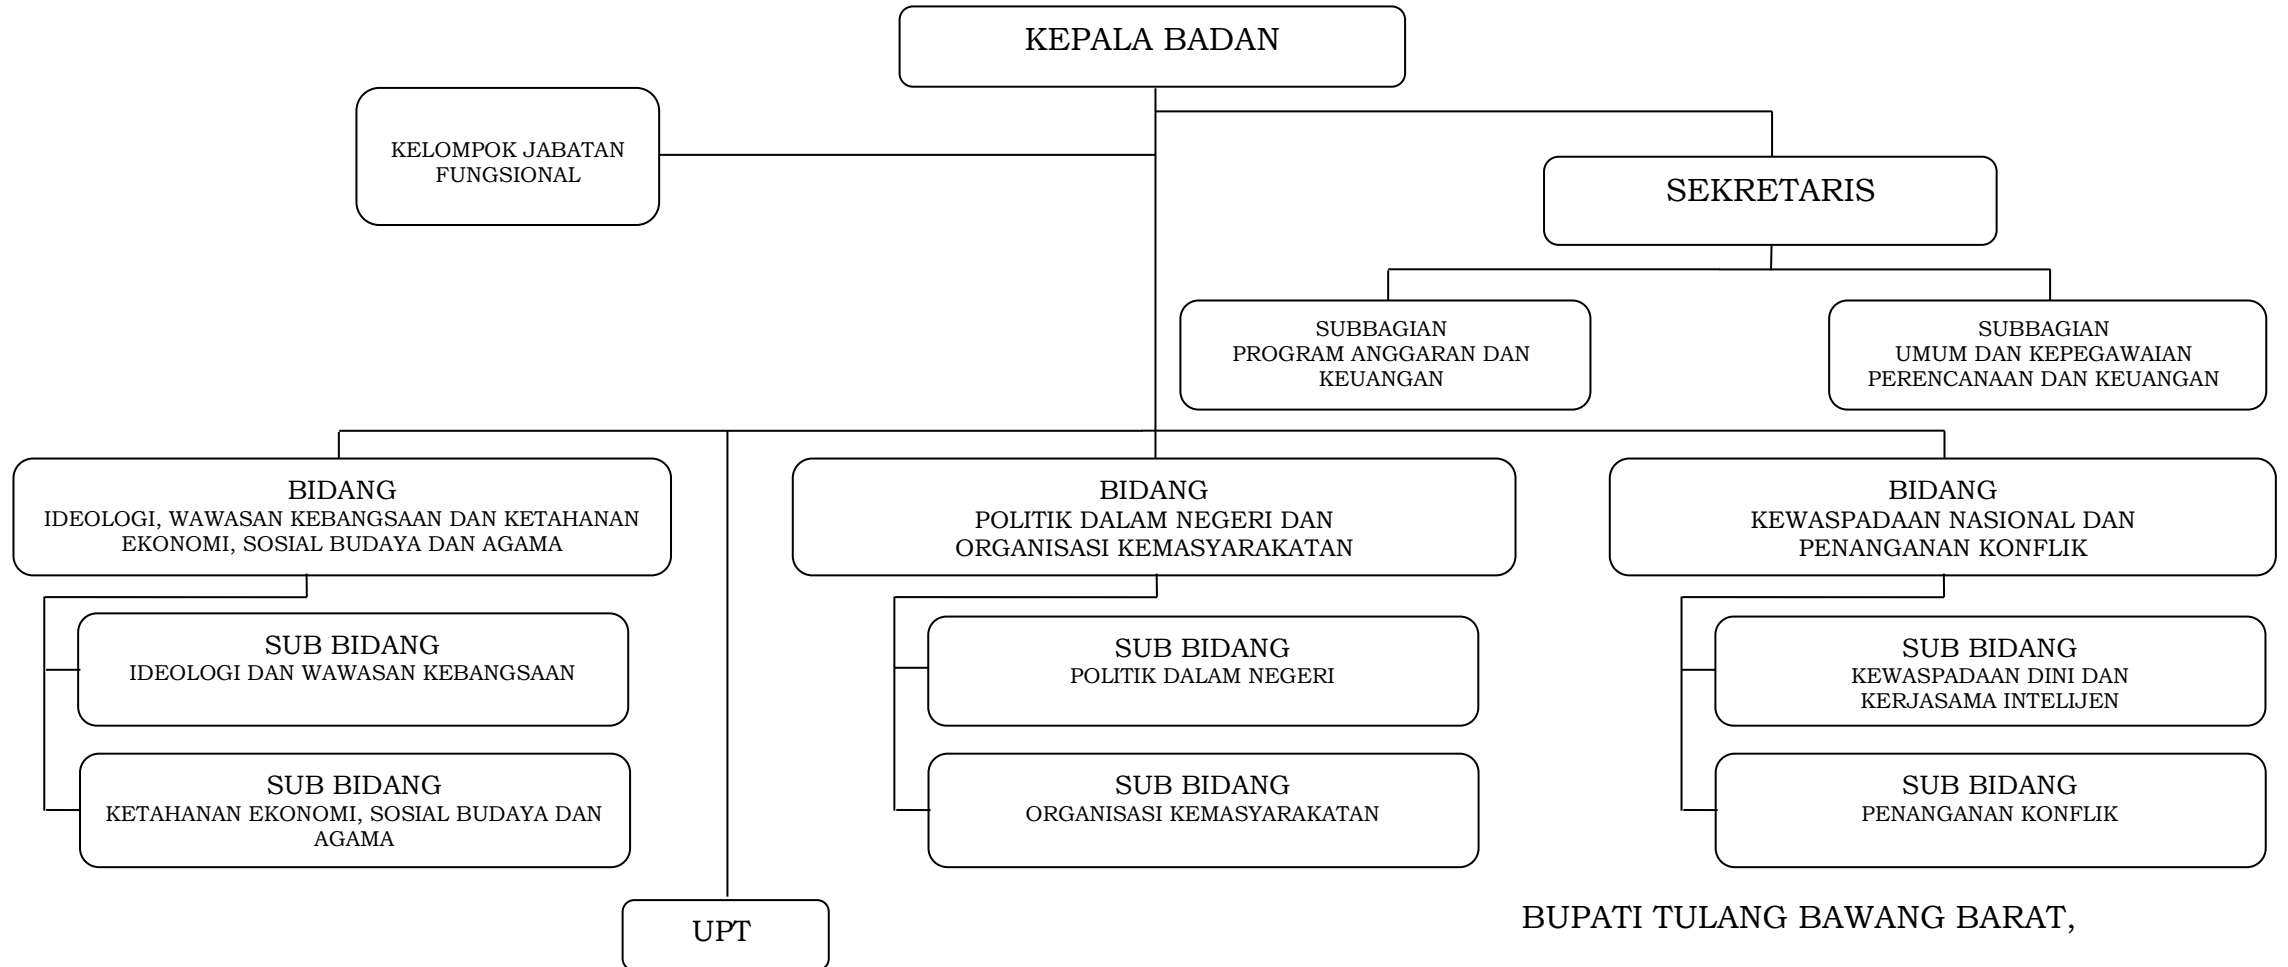 KEPALA BADAN
KELOMPOK JABATAN
FUNGSIONAL
SEKRETARIS
SUBBAGIAN
PROGRAM ANGGARAN DAN
KEUANGAN
SUBBAGIAN
UMUM DAN KEPEGAWAIAN
PERENCANAAN DAN KEUANGAN
BIDANG
IDEOLOGI, WAWASAN KEBANGSAAN DAN KETAHANAN
EKONOMI, SOSIAL BUDAYA DAN AGAMA
BIDANG
POLITIK DALAM NEGERI DAN
ORGANISASI KEMASYARAKATAN
BIDANG
KEWASPADAAN NASIONAL DAN
PENANGANAN KONFLIK
SUB BIDANG
IDEOLOGI DAN WAWASAN KEBANGSAAN
SUB BIDANG
POLITIK DALAM NEGERI
SUB BIDANG
KEWASPADAAN DINI DAN
KERJASAMA INTELIJEN
SUB BIDANG
KETAHANAN EKONOMI, SOSIAL BUDAYA DAN
AGAMA
SUB BIDANG
ORGANISASI KEMASYARAKATAN
SUB BIDANG
PENANGANAN KONFLIK
UPT
BUPATI TULANG BAWANG BARAT,